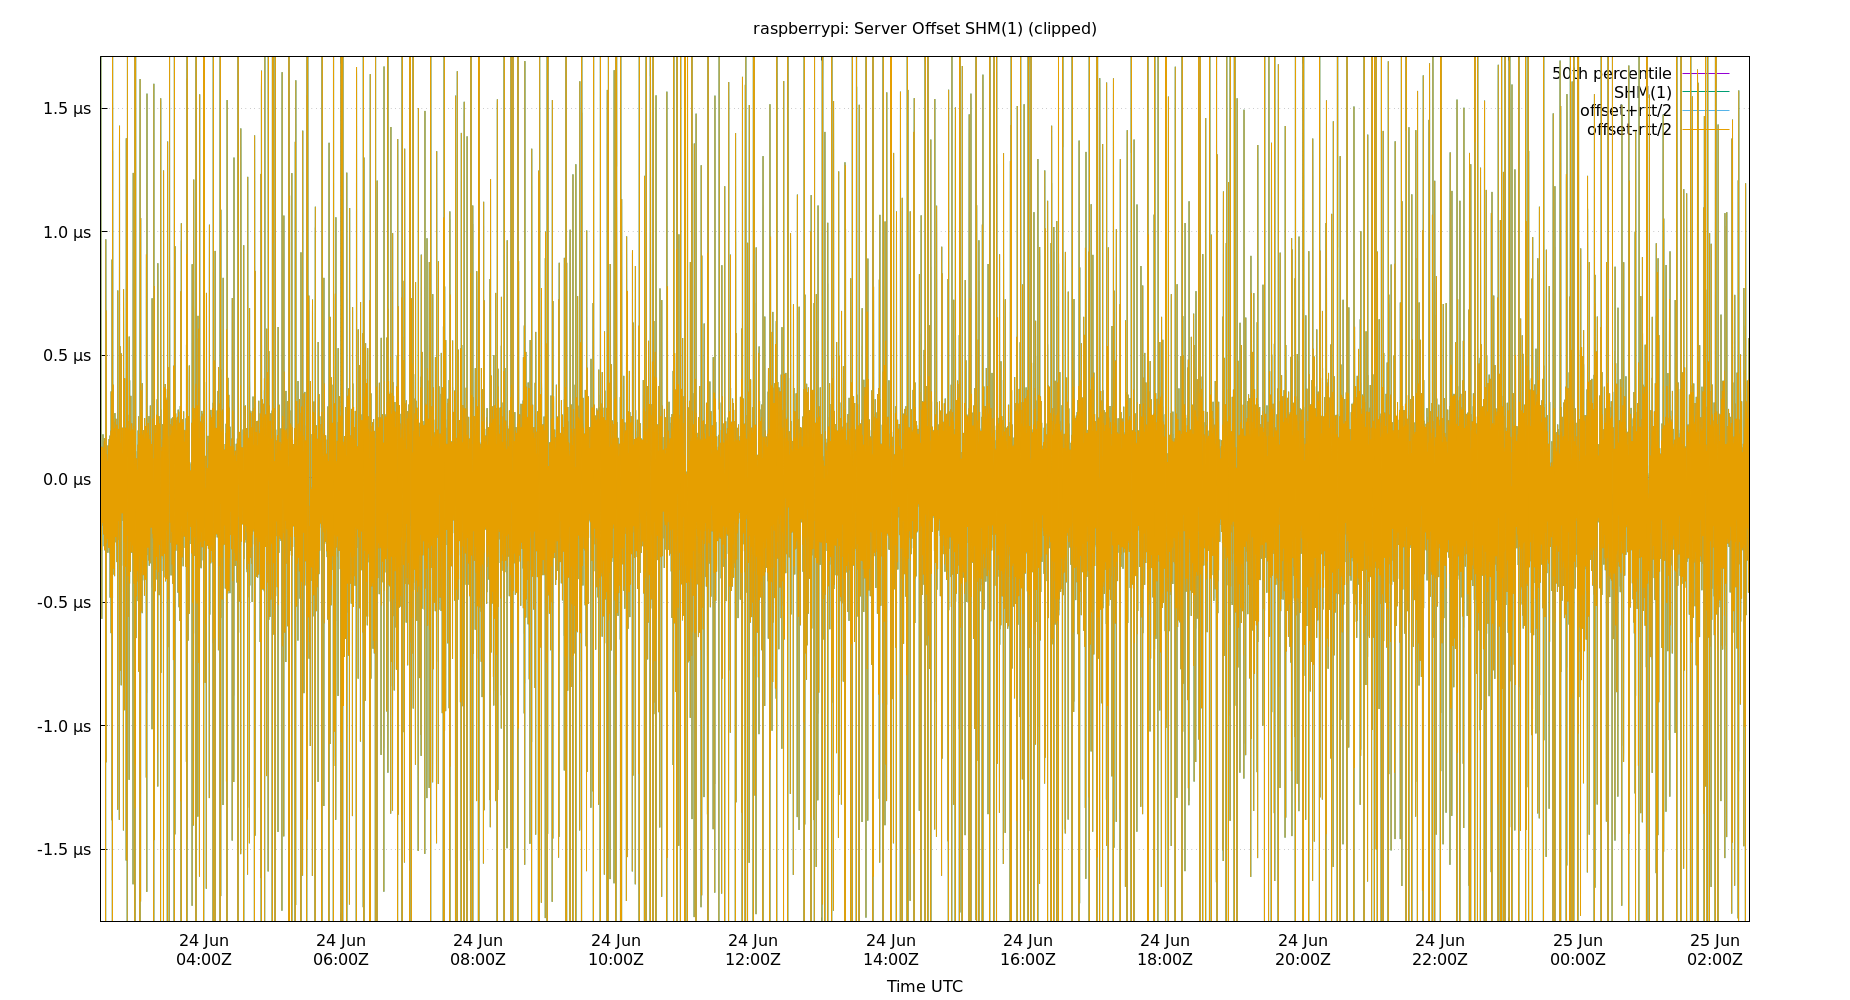 raspberrypi: Server Offset SHM(1) (clipped)
50th percentile
SHM(1)
offset+rtt/2
offset-rtt/2
1.5 μs
1.0 μs
0.5 μs
0.0 μs
-0.5 μs
-1.0 μs
-1.5 μs
24 Jun 24 Jun 24 Jun 24 Jun 24 Jun 24 Jun 24 Jun 24 Jun 24 Jun 24 Jun 25 Jun 25 Jun
04:00Z 06:00Z 08:00Z 10:00Z 12:00Z 14:00Z 16:00Z 18:00Z 20:00Z 22:00Z 00:00Z 02:00Z
Time UTC